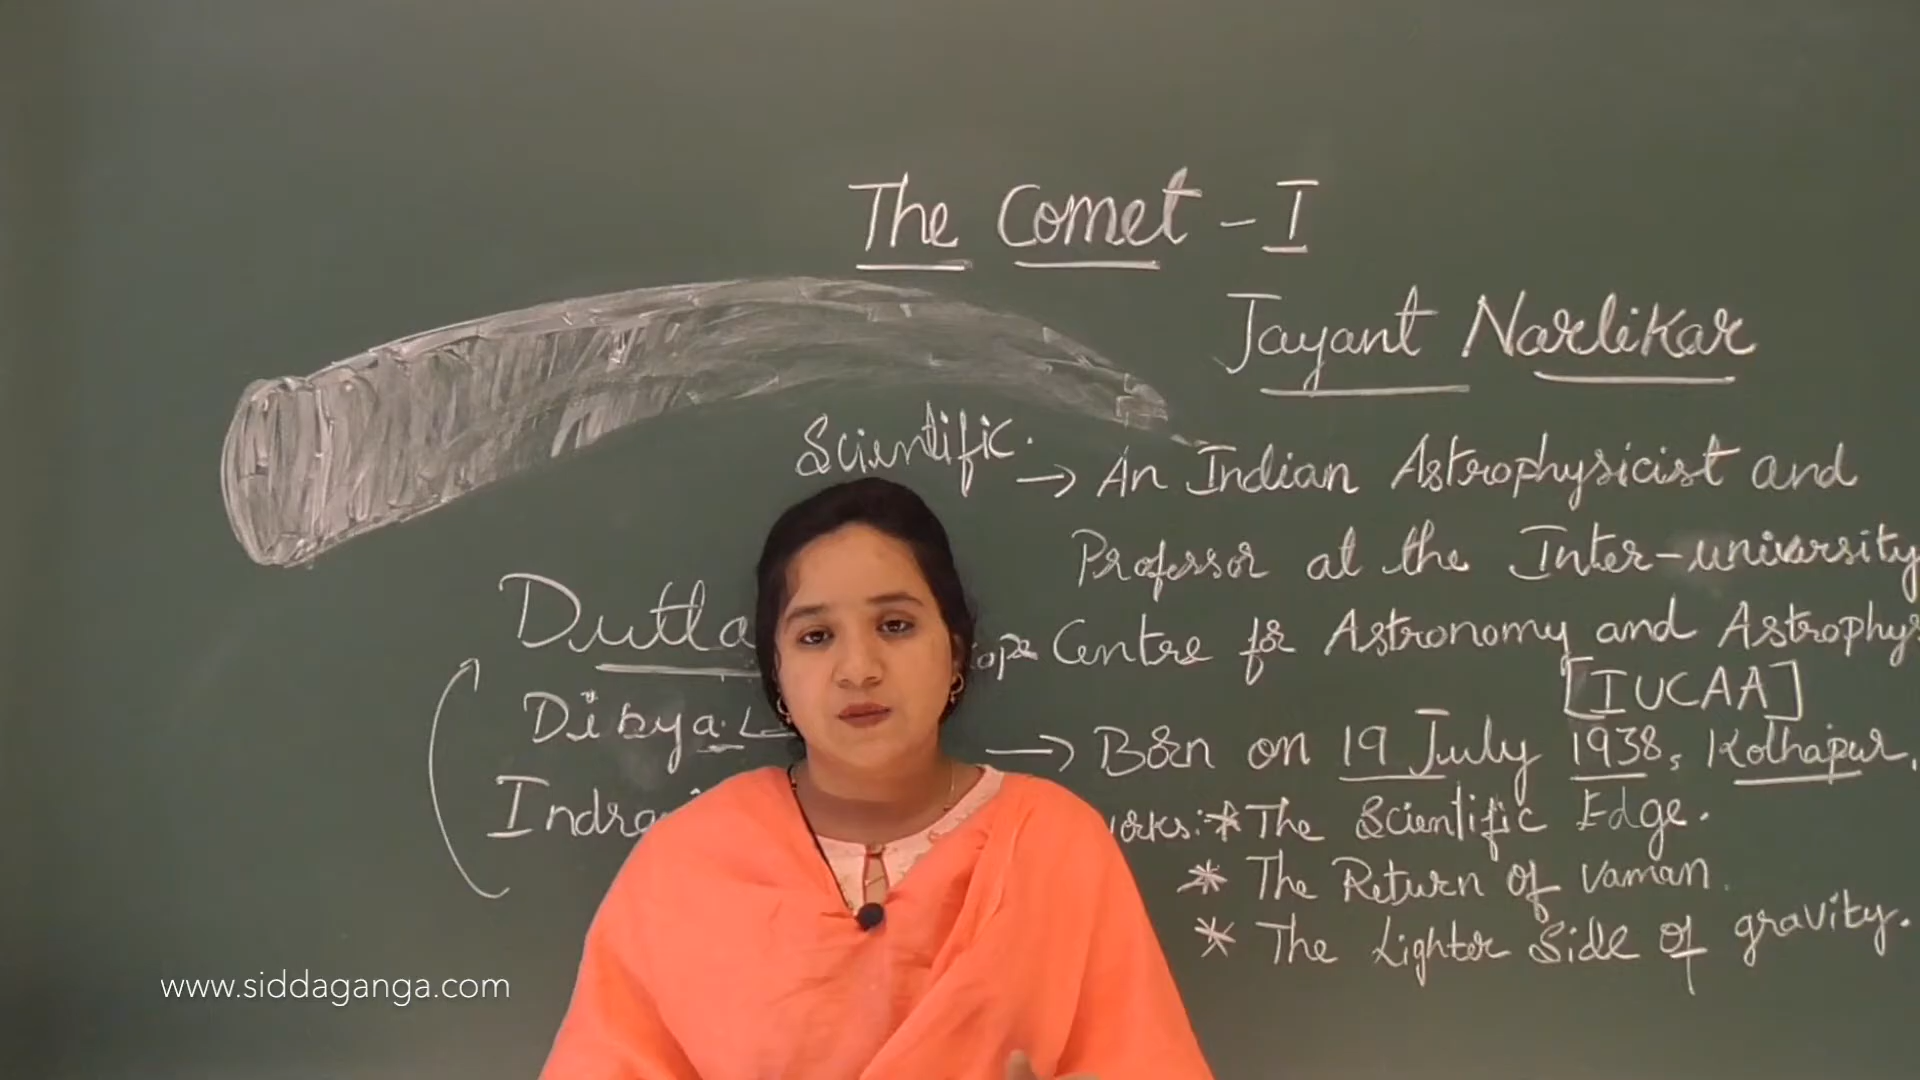 The Comet - I
Jayant Narlikar
Scientific.
→ An Indian Astrophysicist and
Professor at the Inter-university
Dutta
Centre for Astronomy and
[IUCAA]
Dibya
→ Born on 19 July 1938, Kolhapur.
* The Scientific Edge.
* The Return of Vaman.
* The Lighter Side of gravity.
www.siddaganga.com